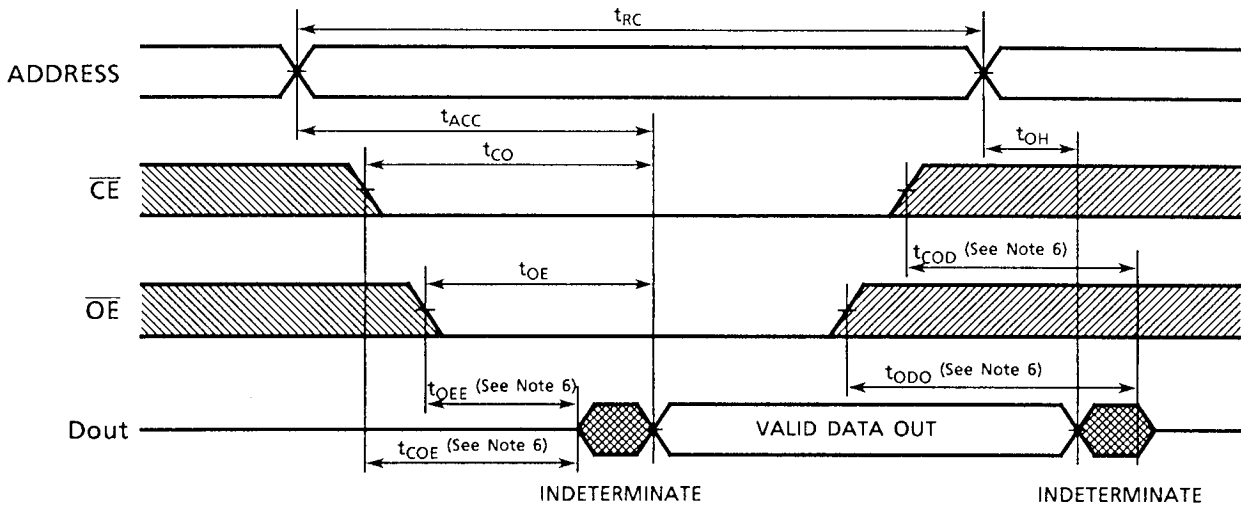 tRC
ADDRESS
tACC
tOH
tCO
CE
tCOD (See Note 6)
tOE
OE
tODO (See Note 6)
tOEE (See Note 6)
Dout
VALID DATA OUT
tCOE (See Note 6)
INDETERMINATE
INDETERMINATE